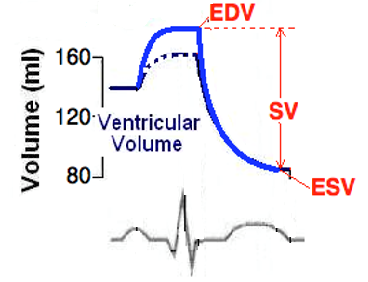 EDV
160
Volume (ml)
120
Ventricular
Volume
SV
80
ESV